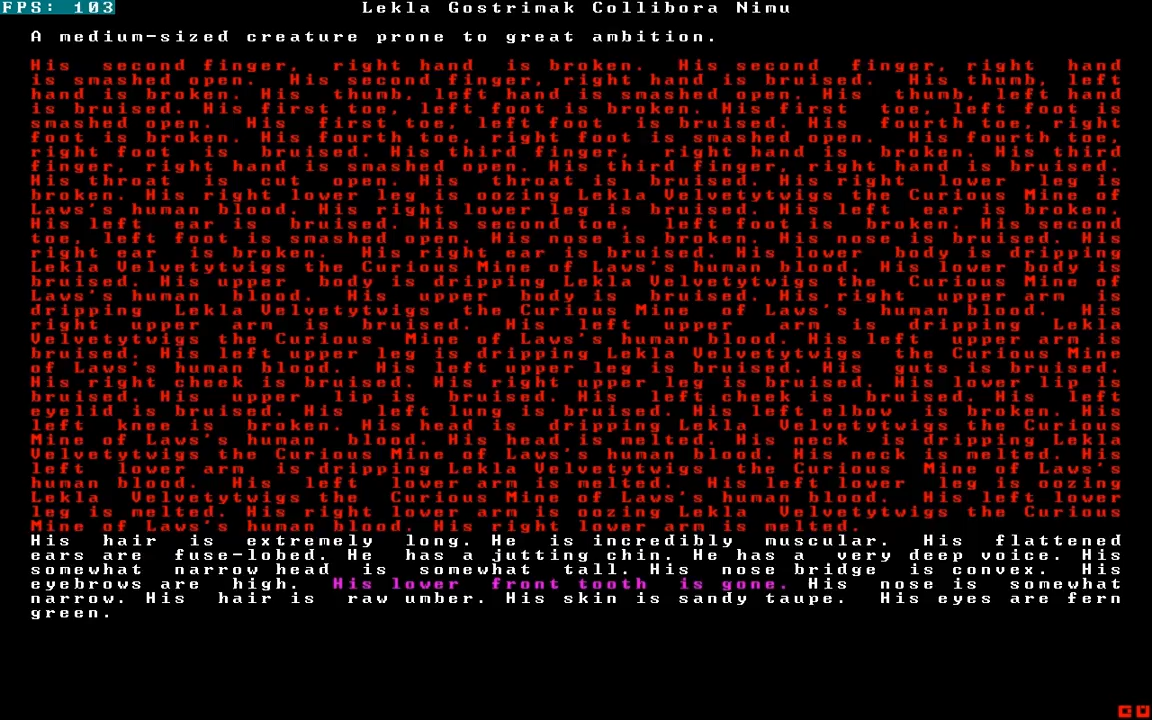 FPS: 103
Lekla Gostrimak Collibora Nimu
A medium-sized creature prone to great ambition.
His second finger, right hand is broken. His second finger, right hand
is smashed open. His second finger, right hand is bruised. His thumb, left
hand is broken. His thumb, left hand is smashed open. His thumb, left hand
is bruised. His first toe, left foot is broken. His first toe, left foot is
smashed open. His first toe, left foot is bruised. His fourth toe, right
foot is broken. His fourth toe, right foot is smashed open. His fourth toe,
right foot is bruised. His third finger, right hand is broken. His third
finger, right hand is smashed open. His third finger, right hand is bruised.
His throat is cut open. His throat is bruised. His right lower leg is
broken. His right lower leg is oozing Lekla Velvetytwigs the Curious Mine of
Laws's human blood. His right lower leg is bruised. His left ear is broken.
His left ear is bruised. His second toe, left foot is broken. His second
toe, left foot is smashed open. His nose is broken. His nose is bruised. His
right ear is broken. His right ear is bruised. His lower body is dripping
Lekla Velvetytwigs the Curious Mine of Laws's human blood. His lower body is
bruised. His upper body is dripping Lekla Velvetytwigs the Curious Mine of
Laws's human blood. His upper body is bruised. His right upper arm is
dripping Lekla Velvetytwigs the Curious Mine of Laws's human blood. His
right upper arm is bruised. His left upper arm is dripping Lekla
Velvetytwigs the Curious Mine of Laws's human blood. His left upper arm is
bruised. His left upper leg is dripping Lekla Velvetytwigs the Curious Mine
of Laws's human blood. His left upper leg is bruised. His guts is bruised.
His right cheek is bruised. His right upper leg is bruised. His lower lip is
bruised. His upper lip is bruised. His left cheek is bruised. His left
eyelid is bruised. His left lung is bruised. His left elbow is broken. His
left knee is broken. His head is dripping Lekla Velvetytwigs the Curious
Mine of Laws's human blood. His head is melted. His neck is dripping Lekla
Velvetytwigs the Curious Mine of Laws's human blood. His neck is melted. His
left lower arm is dripping Lekla Velvetytwigs the Curious Mine of Laws's
human blood. His left lower arm is melted. His left lower leg is oozing
Lekla Velvetytwigs the Curious Mine of Laws's human blood. His left lower
leg is melted. His right lower arm is oozing Lekla Velvetytwigs the Curious
Mine of Laws's human blood. His right lower arm is melted.
His hair is extremely long. He is incredibly muscular. His flattened
ears are fuse-lobed. He has a jutting chin. He has a very deep voice. His
somewhat narrow head is somewhat tall. His nose bridge is convex. His
eyebrows are high. His lower front tooth is gone. His nose is somewhat
narrow. His hair is raw umber. His skin is sandy taupe. His eyes are fern
green.